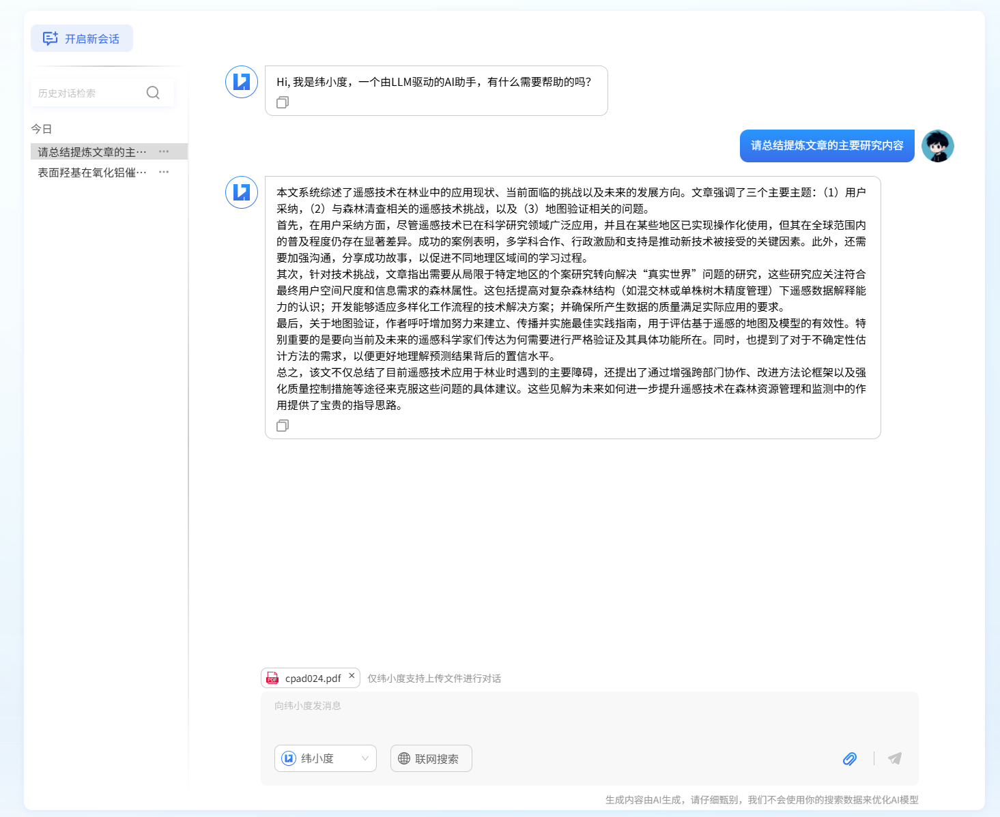 开启新会话
历史对话检索
今日
请总结提炼文章的主…
表面羟基在氧化铝催…
Hi, 我是纬小度，一个由LLM驱动的AI助手，有什么需要帮助的吗？
请总结提炼文章的主要研究内容
本文系统综述了遥感技术在林业中的应用现状、当前面临的挑战以及未来的发展方向。文章强调了三个主要主题：（1）用户
采纳，（2）与森林清查相关的遥感技术挑战，以及（3）地图验证相关的问题。
首先，在用户采纳方面，尽管遥感技术已在科学研究领域广泛应用，并且在某些地区已实现操作化使用，但其在全球范围内
的普及程度仍存在显著差异。成功的案例表明，多学科合作、行政激励和支持是推动新技术被接受的关键因素。此外，还需
要加强沟通，分享成功故事，以促进不同地理区域间的学习过程。
其次，针对技术挑战，文章指出需要从局限于特定地区的个案研究转向解决“真实世界”问题的研究，这些研究应关注符合
最终用户空间尺度和信息需求的森林属性。这包括提高对复杂森林结构（如混交林或单株树木精度管理）下遥感数据解释能
力的认识；开发能够适应多样化工作流程的技术解决方案；并确保所产生数据的质量满足实际应用的要求。
最后，关于地图验证，作者呼吁增加努力来建立、传播并实施最佳实践指南，用于评估基于遥感的地图及模型的有效性。特
别重要的是要向当前及未来的遥感科学家们传达为何需要进行严格验证及其具体功能所在。同时，也提到了对于不确定性估
计方法的需求，以便更好地理解预测结果背后的置信水平。
总之，该文不仅总结了目前遥感技术应用于林业时遇到的主要障碍，还提出了通过增强跨部门协作、改进方法论框架以及强
化质量控制措施等途径来克服这些问题的具体建议。这些见解为未来如何进一步提升遥感技术在森林资源管理和监测中的作
用提供了宝贵的指导思路。
PDF cpad024.pdf × 仅纬小度支持上传文件进行对话
向纬小度发消息
纬小度 联网搜索
生成内容由AI生成，请仔细甄别，我们不会使用你的搜索数据来优化AI模型